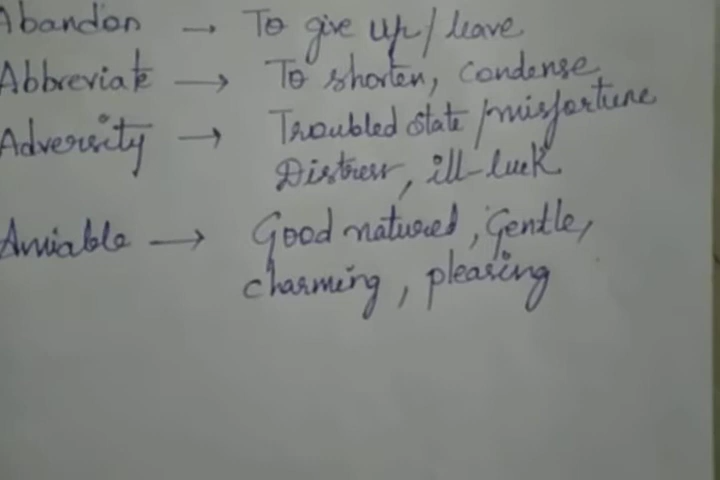 Abandon → To give up/leave
Abbreviate → To shorten, condense
Adversity → Troubled state/misfortune
Distress, ill-luck
Amiable → Good natured, Gentle,
charming, pleasing